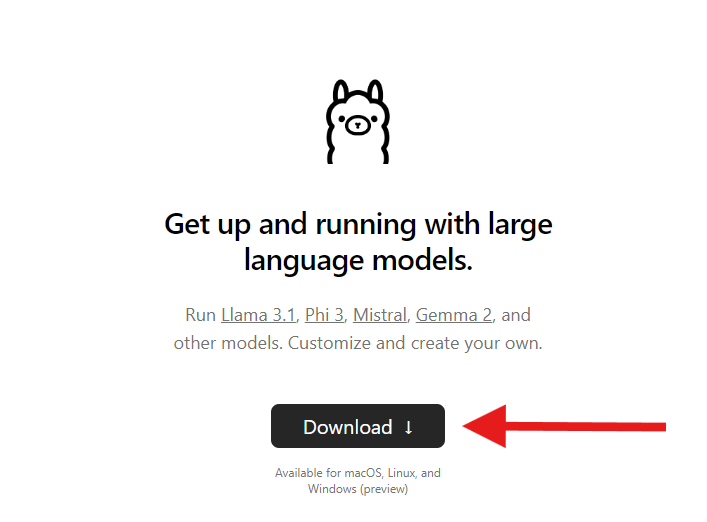 Get up and running with large
language models.
Run Llama 3.1, Phi 3, Mistral, Gemma 2, and
other models. Customize and create your own.
Download ↓
Available for macOS, Linux, and
Windows (preview)